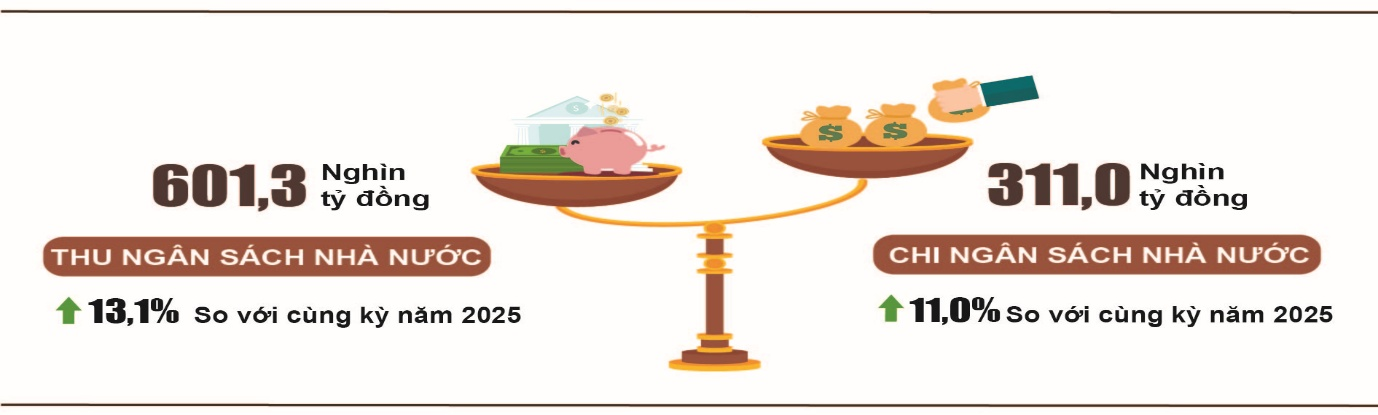 601,3 Nghìn
tỷ đồng
THU NGÂN SÁCH NHÀ NƯỚC
13,1% So với cùng kỳ năm 2025
$
$ $ $
311,0 Nghìn
tỷ đồng
CHI NGÂN SÁCH NHÀ NƯỚC
11,0% So với cùng kỳ năm 2025